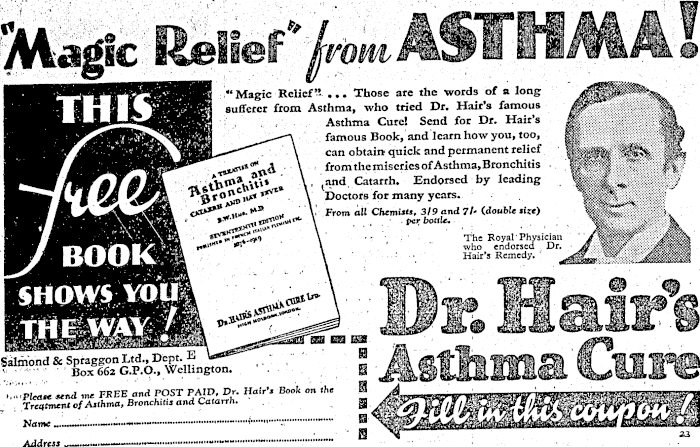 "Magic Relief" from ASTHMA!
THIS
free
BOOK
SHOWS YOU
THE WAY!
A TREATISE ON
Asthma and
Bronchitis
CATARRH AND HAY FEVER
B.W. Hair, M.D
SEVENTEENTH EDITION
Dr. HAIR'S ASTHMA CURE Ltd.
HIGH HOLBORN, LONDON.
"Magic Relief" ... Those are the words of a long
sufferer from Asthma, who tried Dr. Hair's famous
Asthma Cure! Send for Dr. Hair's
famous Book, and learn how you, too,
can obtain quick and permanent relief
from the miseries of Asthma, Bronchitis
and Catarrh. Endorsed by leading
Doctors for many years.
From all Chemists, 3/9 and 7/- (double size)
per bottle.
The Royal Physician
who endorsed Dr.
Hair's Remedy.
Dr. Hair's
Asthma Cure
Fill in this coupon!
Salmond & Spraggon Ltd., Dept. E
Box 662 G.P.O., Wellington.
Please send me FREE and POST PAID, Dr. Hair's Book on the
Treatment of Asthma, Bronchitis and Catarrh.
Name
Address
23